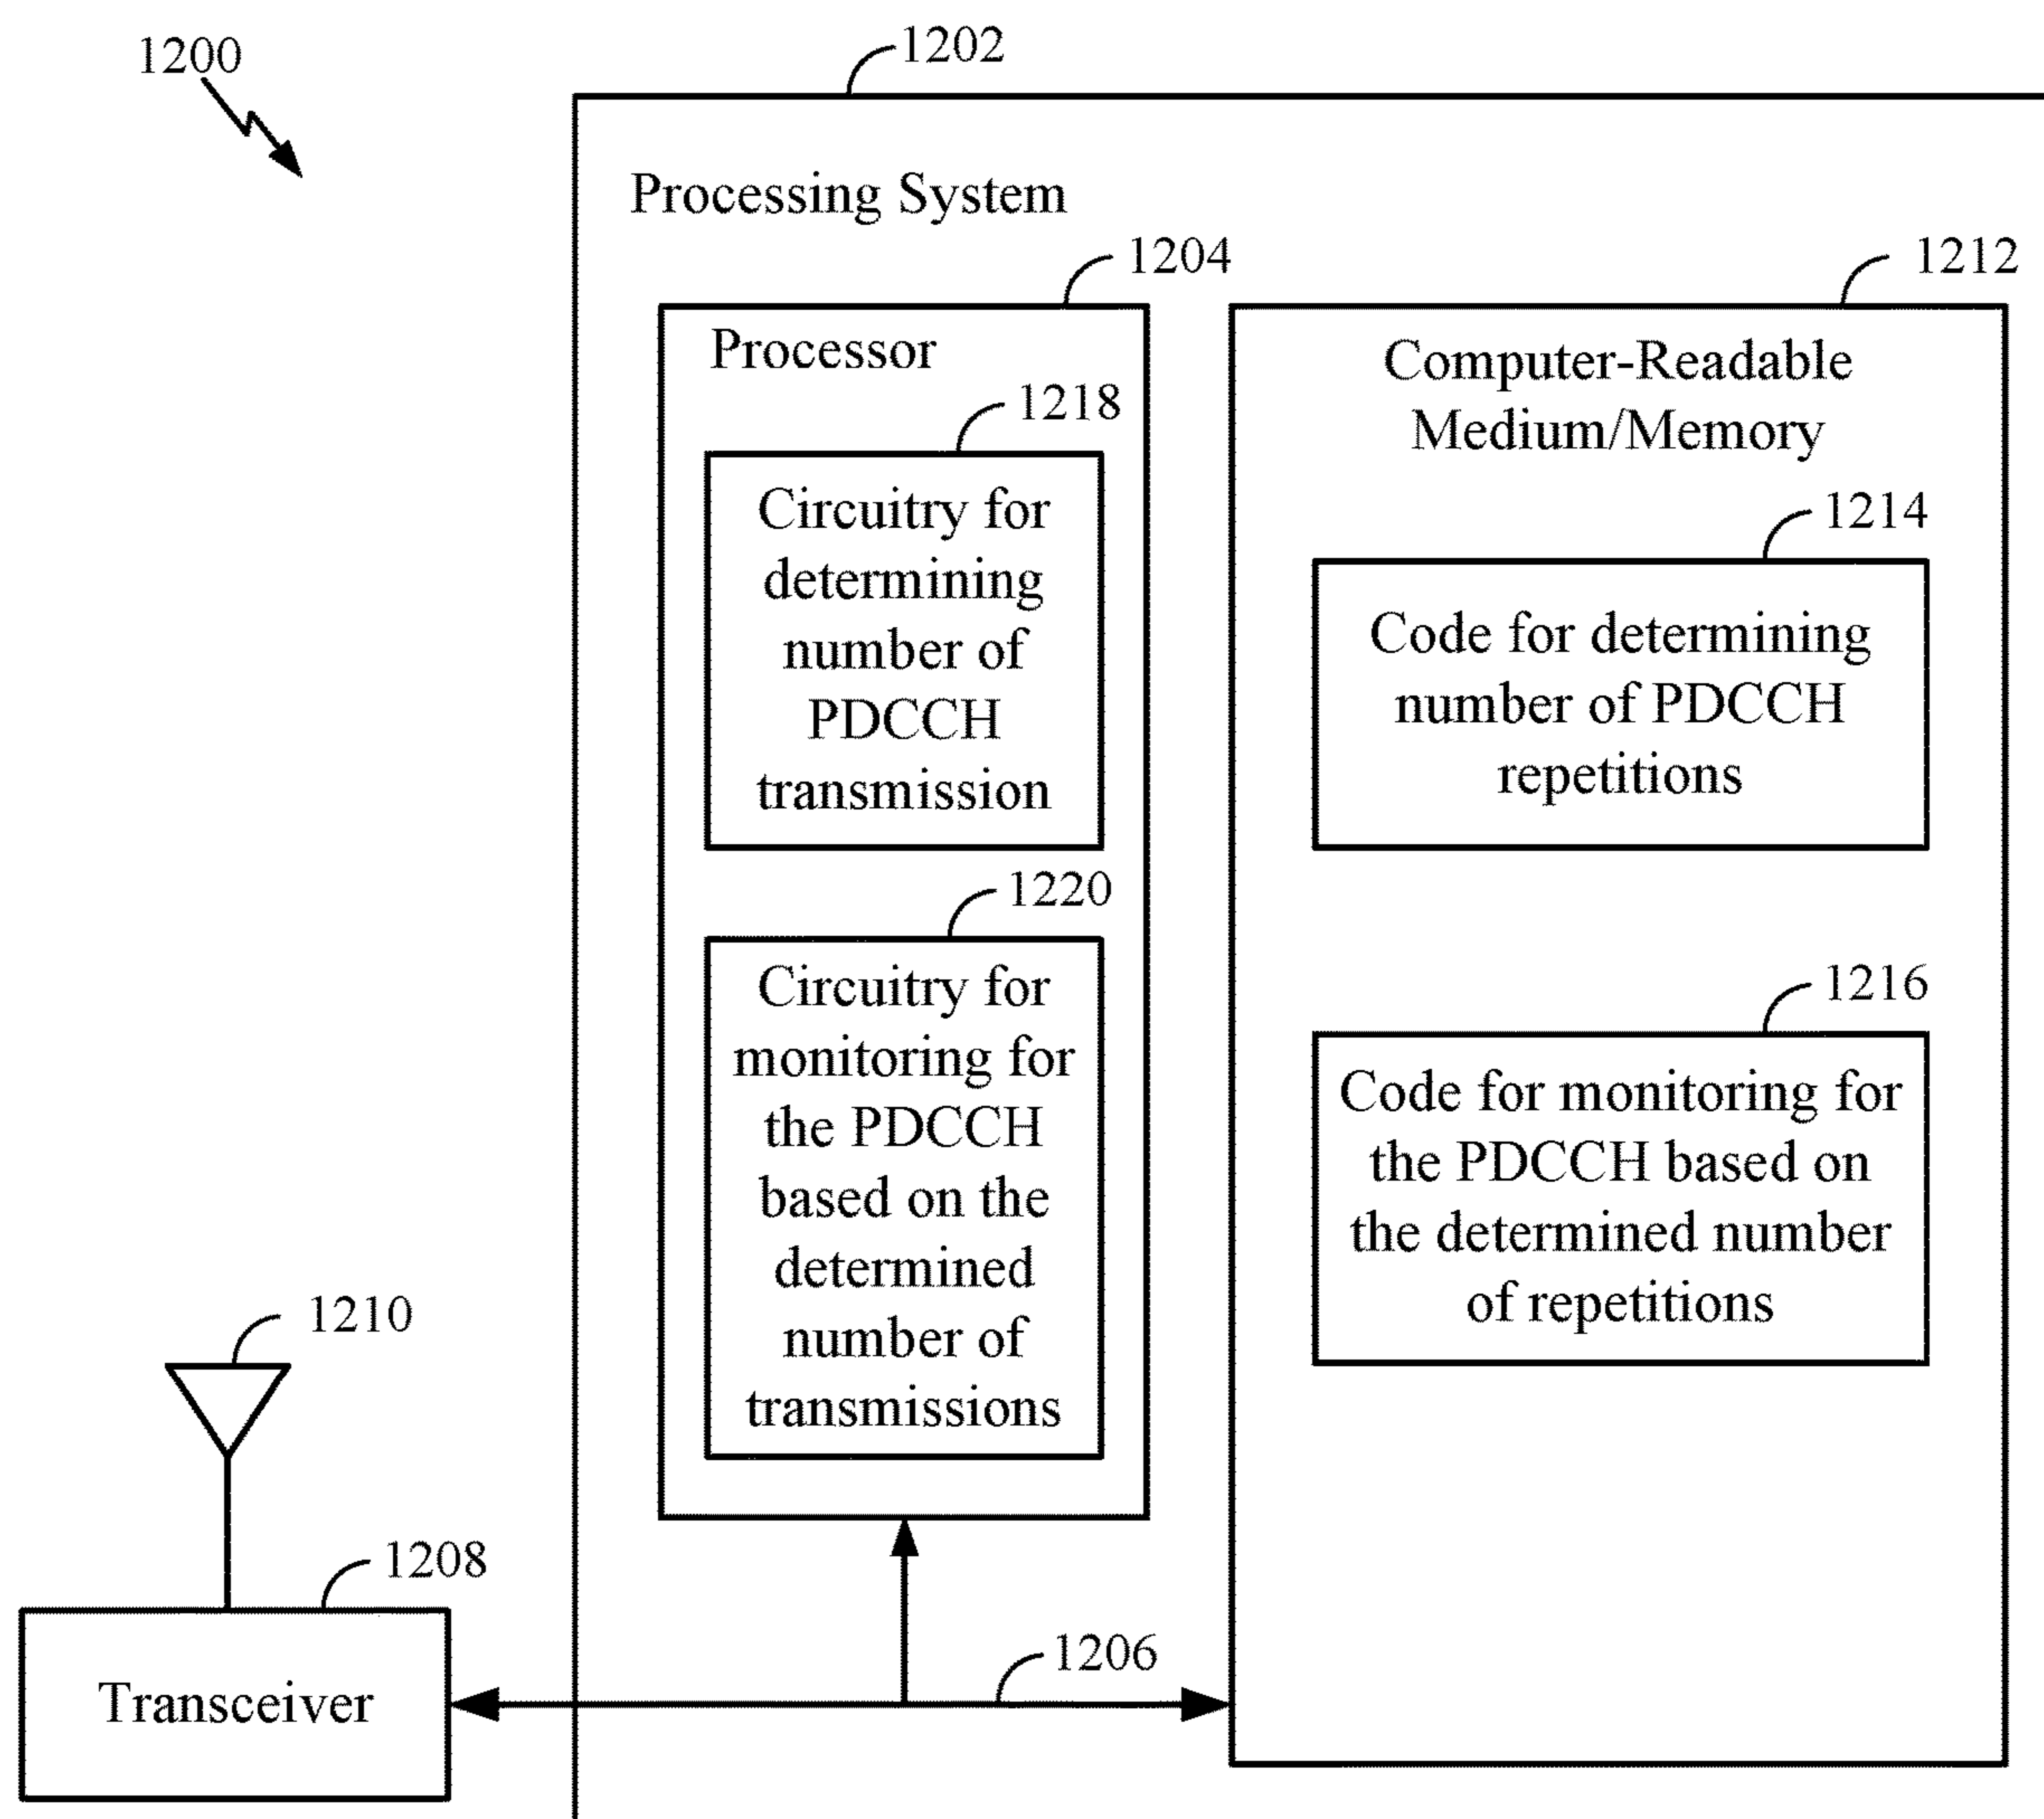 1200
1202
Processing System
1204
1212
Processor
Computer-Readable
Medium/Memory
1218
Circuitry for
determining
number of
PDCCH
transmission
1214
Code for determining
number of PDCCH
repetitions
1220
Circuitry for
monitoring for
the PDCCH
based on the
determined
number of
transmissions
1216
Code for monitoring for
the PDCCH based on
the determined number
of repetitions
1210
1208
Transceiver
1206